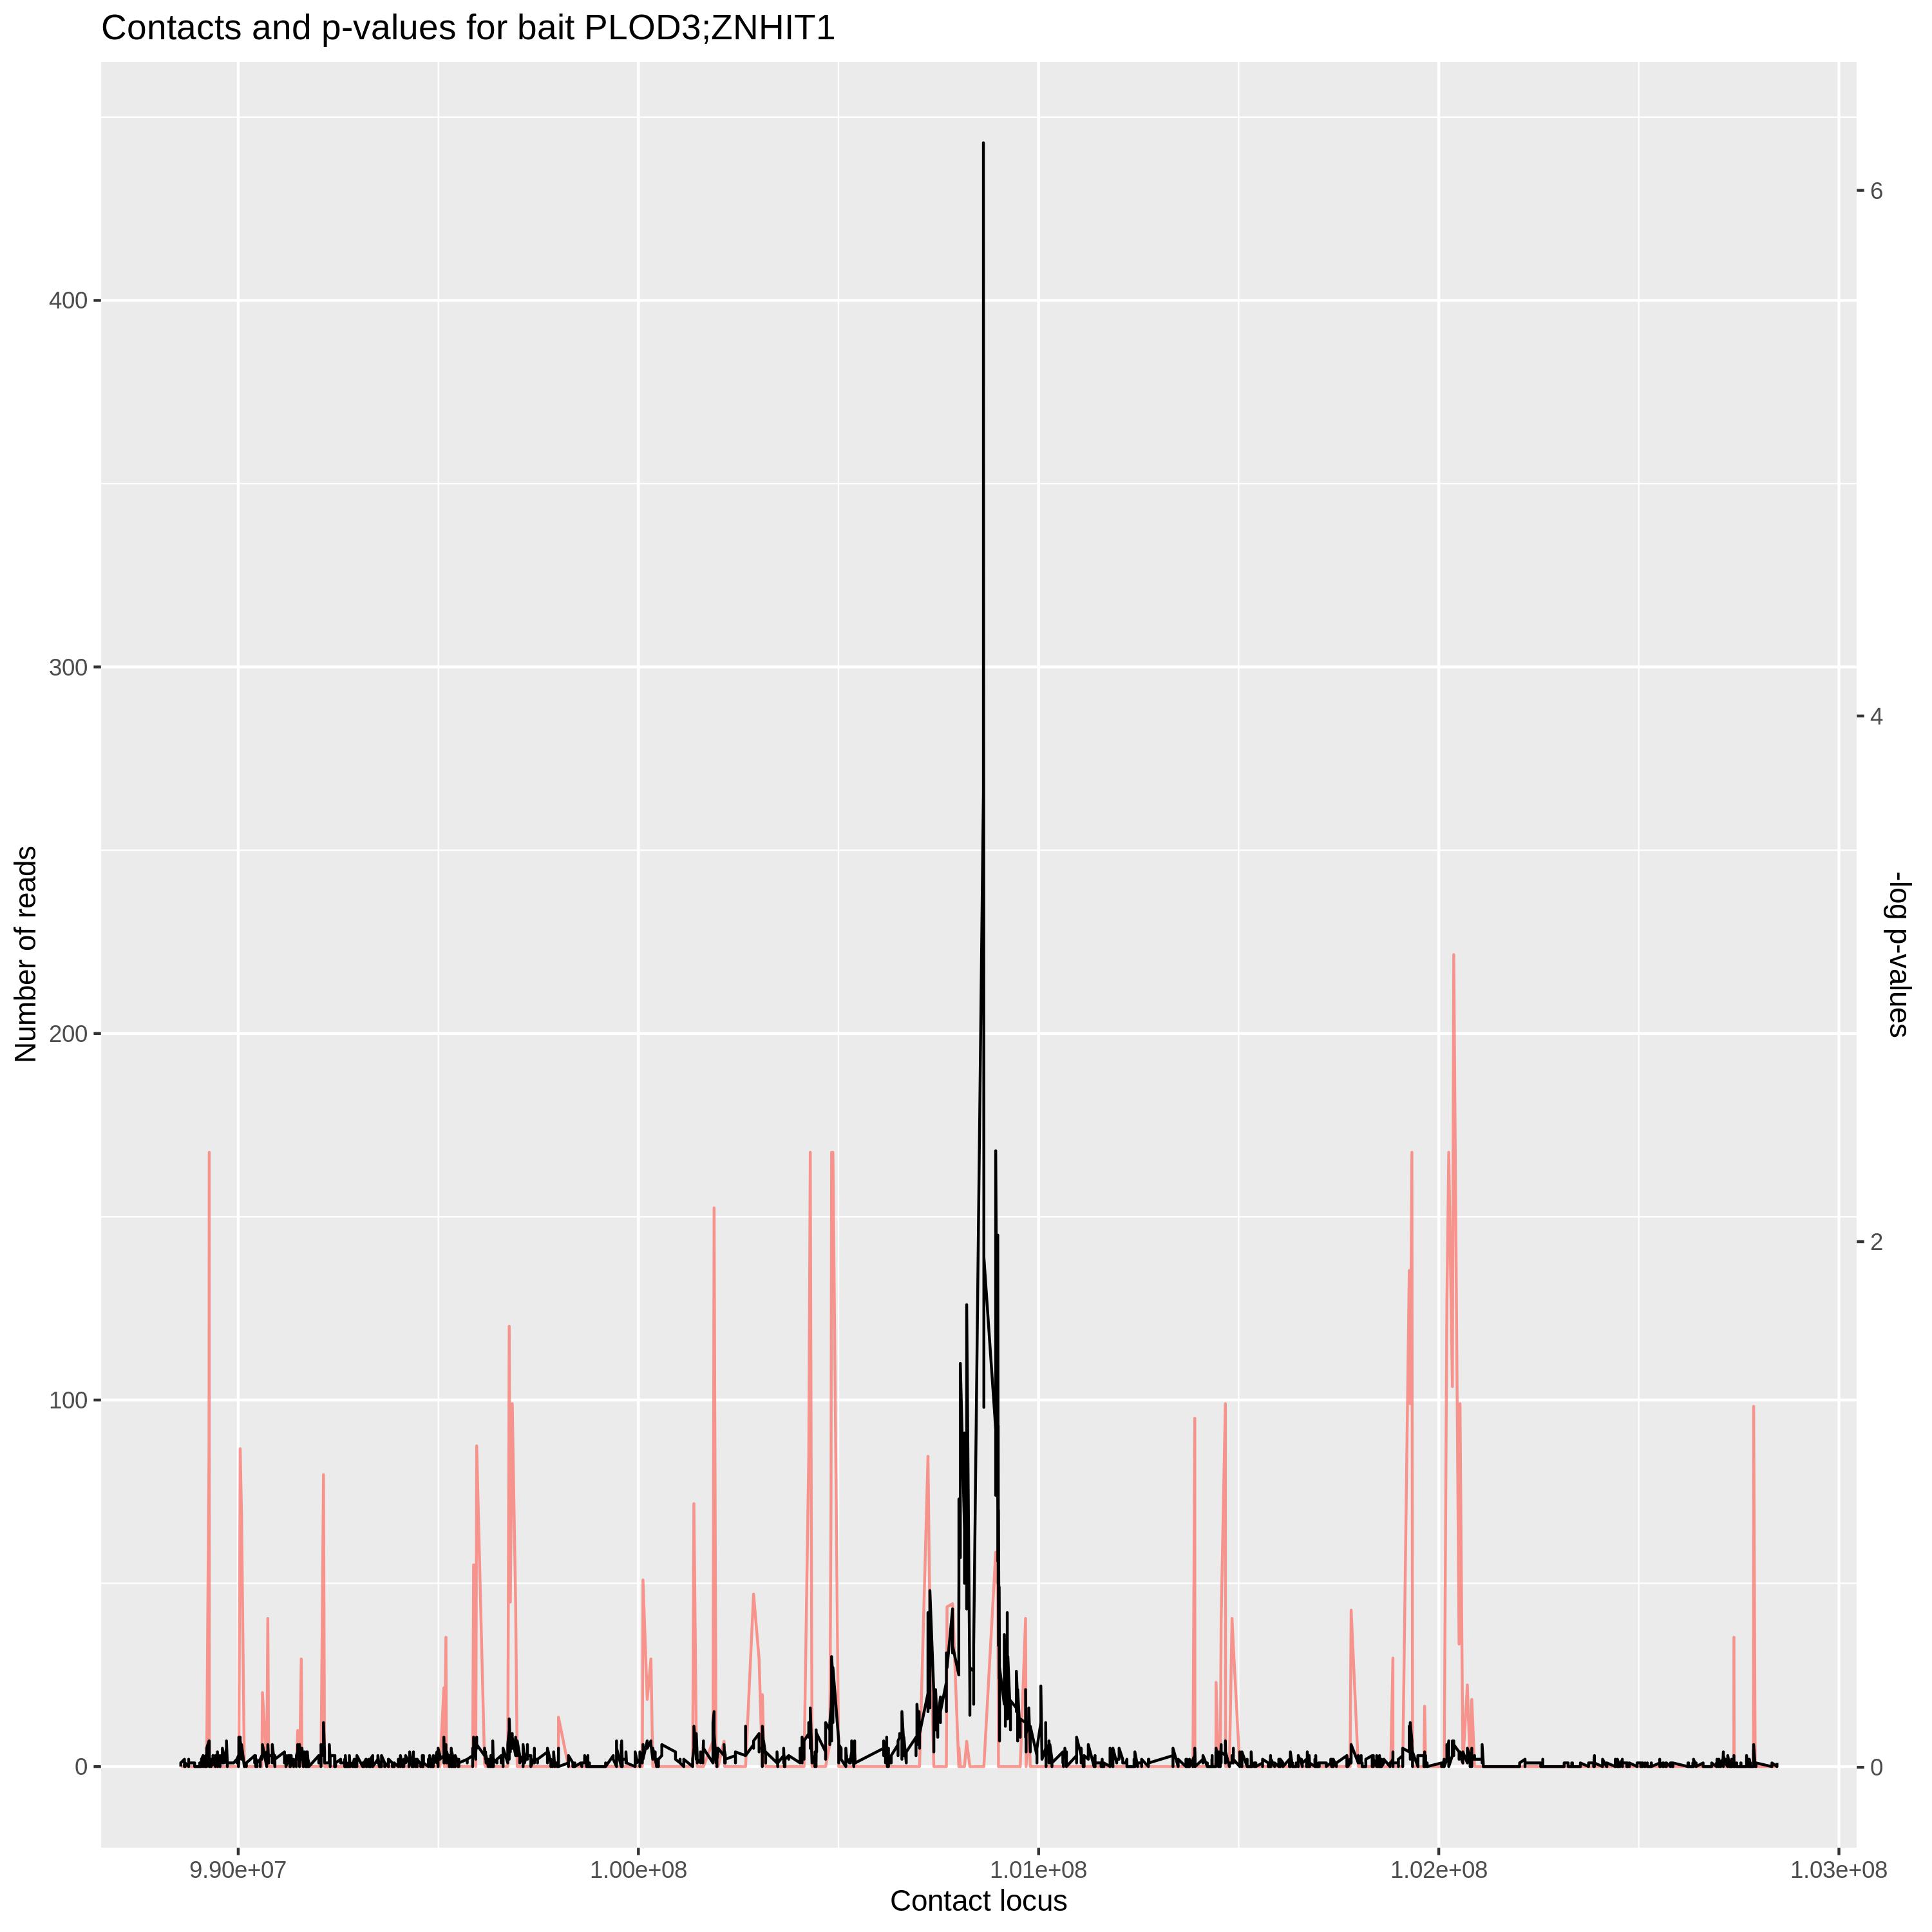 Contacts and p-values for bait PLOD3;ZNHIT1
Number of reads
400
300
200
100
0
6
4
2
0
-log p-values
9.90e+07
1.00e+08
1.01e+08
1.02e+08
1.03e+08
Contact locus